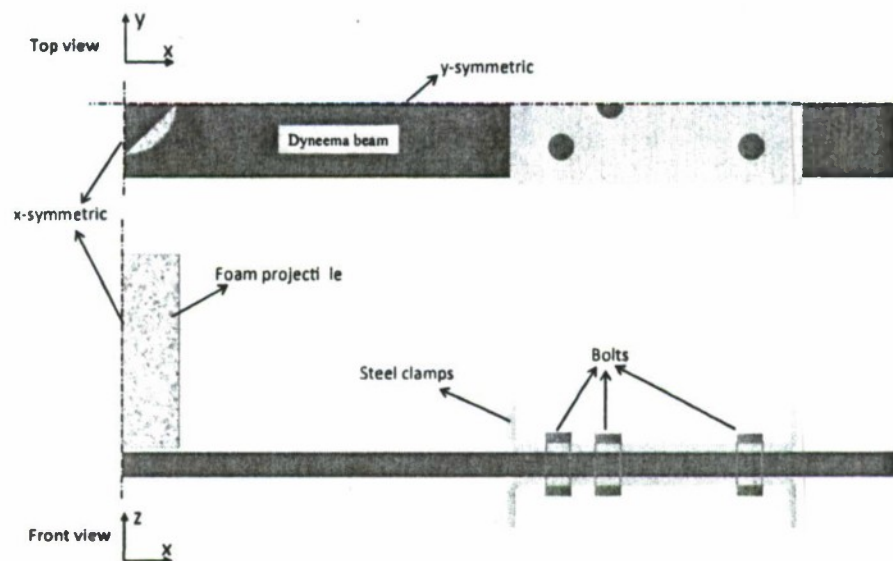 y
Top view
x
y-symmetric
Dyneema beam
x-symmetric
Foam projecti le
Bolts
Steel clamps
z
Front view
x